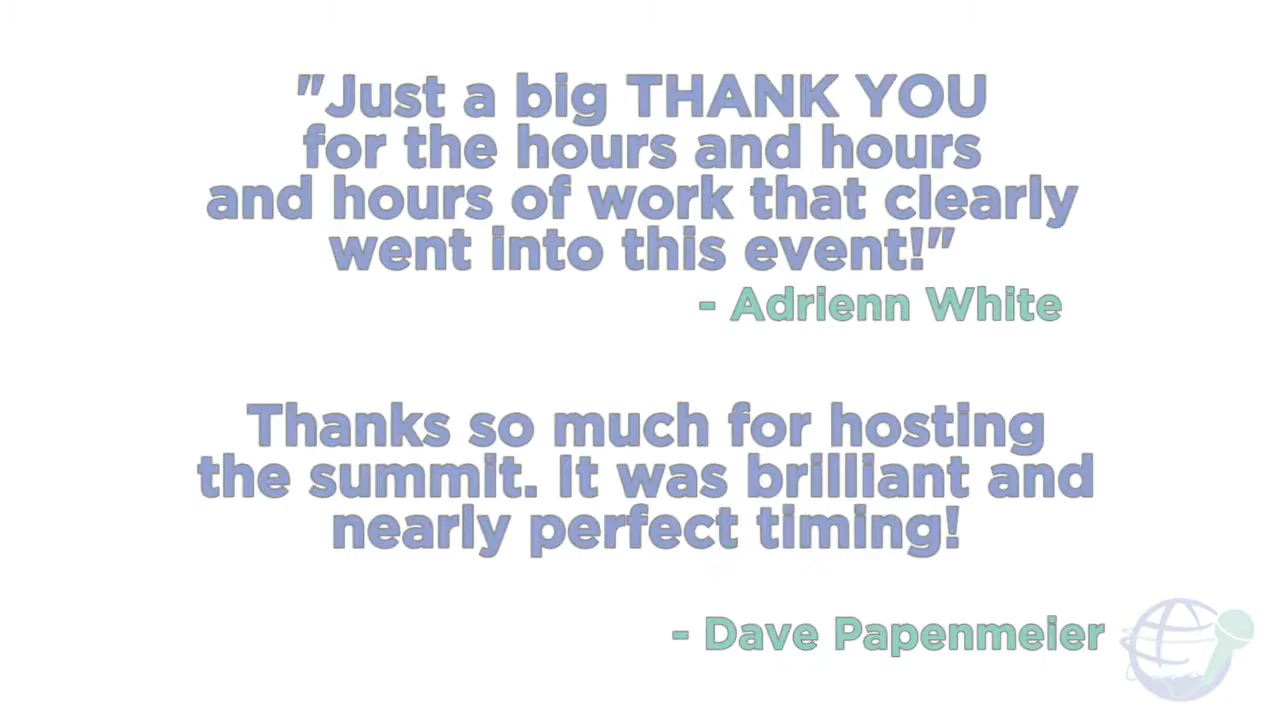 "Just a big THANK YOU
for the hours and hours
and hours of work that clearly
went into this event!"
- Adrienn White
Thanks so much for hosting
the summit. It was brilliant and
nearly perfect timing!
- Dave Papenmeier